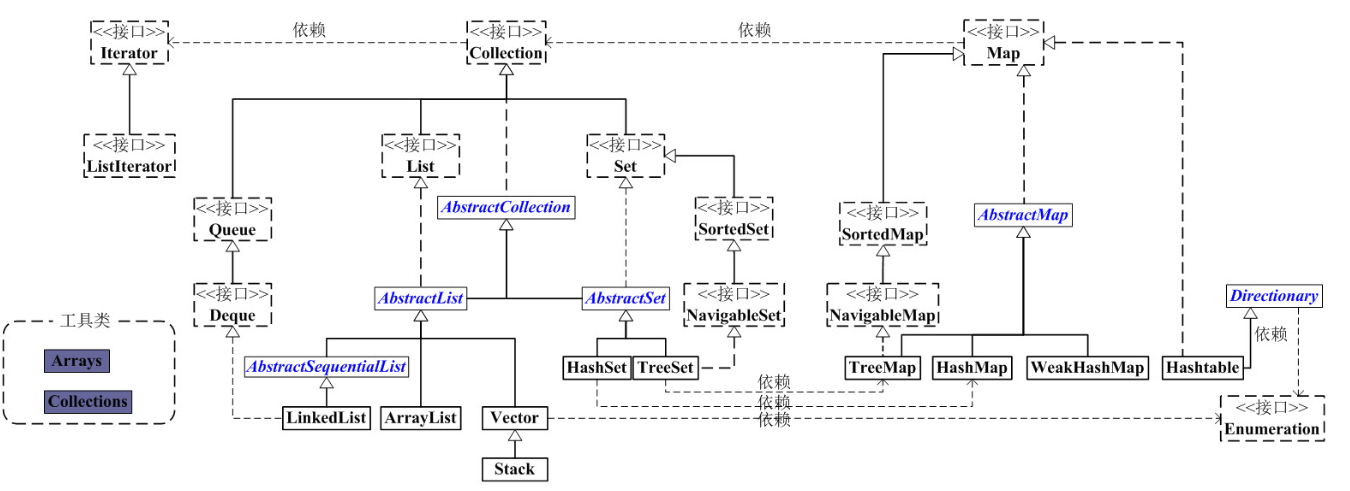 <<接口>>
Iterator
依赖
<<接口>>
Collection
依赖
<<接口>>
Map
<<接口>>
ListIterator
<<接口>>
List
<<接口>>
Set
<<接口>>
Queue
AbstractCollection
<<接口>>
SortedSet
<<接口>>
SortedMap
AbstractMap
<<接口>>
Deque
AbstractList
AbstractSet
<<接口>>
NavigableSet
<<接口>>
NavigableMap
Directionary
依赖
工具类
Arrays
Collections
AbstractSequentialList
HashSet
TreeSet
TreeMap
HashMap
WeakHashMap
Hashtable
依赖
依赖
依赖
LinkedList
ArrayList
Vector
<<接口>>
Enumeration
Stack